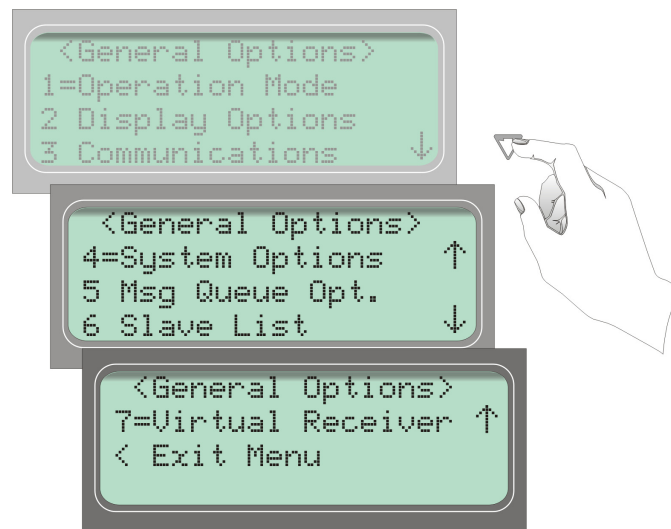 <General Options>
1=Operation Mode
2 Display Options
3 Communications ↓
<General Options>
4=System Options ↑
5 Msg Queue Opt.
6 Slave List ↓
<General Options>
7=Virtual Receiver ↑
< Exit Menu